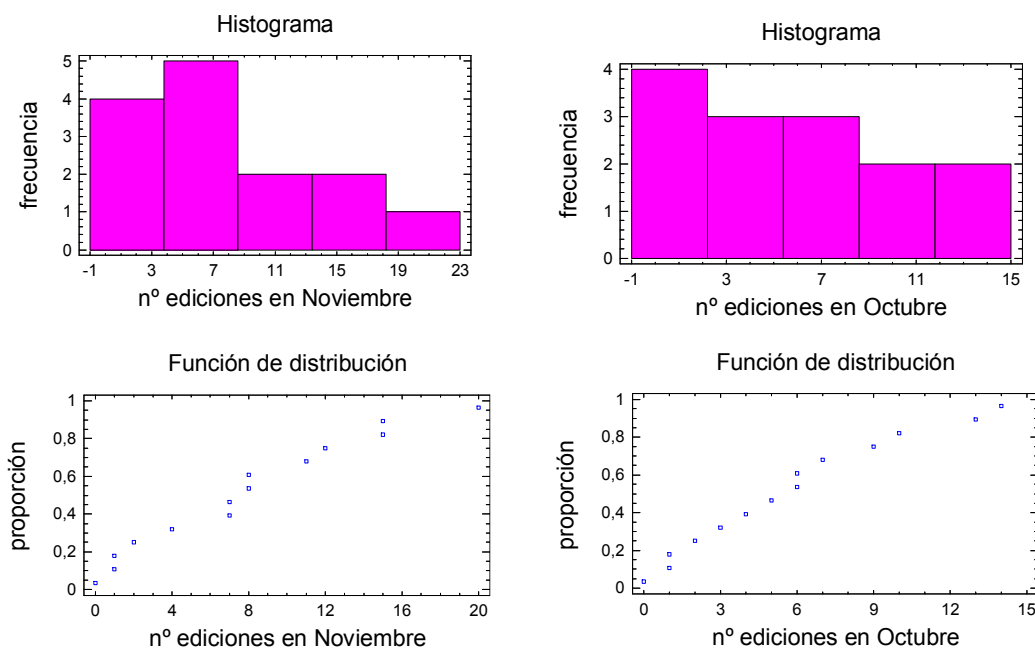 Histograma
frecuencia
5
4
3
2
1
0
-1 3 7 11 15 19 23
nº ediciones en Noviembre
Histograma
frecuencia
4
3
2
1
0
-1 3 7 11 15
nº ediciones en Octubre
Función de distribución
proporción
1
0,8
0,6
0,4
0,2
0
0 4 8 12 16 20
nº ediciones en Noviembre
Función de distribución
proporción
1
0,8
0,6
0,4
0,2
0
0 3 6 9 12 15
nº ediciones en Octubre